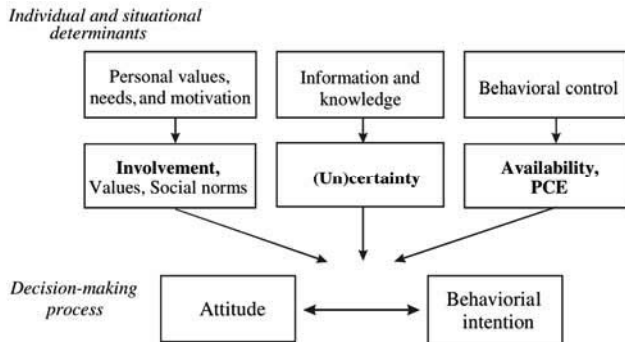 Individual and situational
determinants
Personal values,
needs, and motivation
Information and
knowledge
Behavioral control
Involvement,
Values, Social norms
(Un)certainty
Availability,
PCE
Decision-making
process
Attitude
Behaviorial
intention